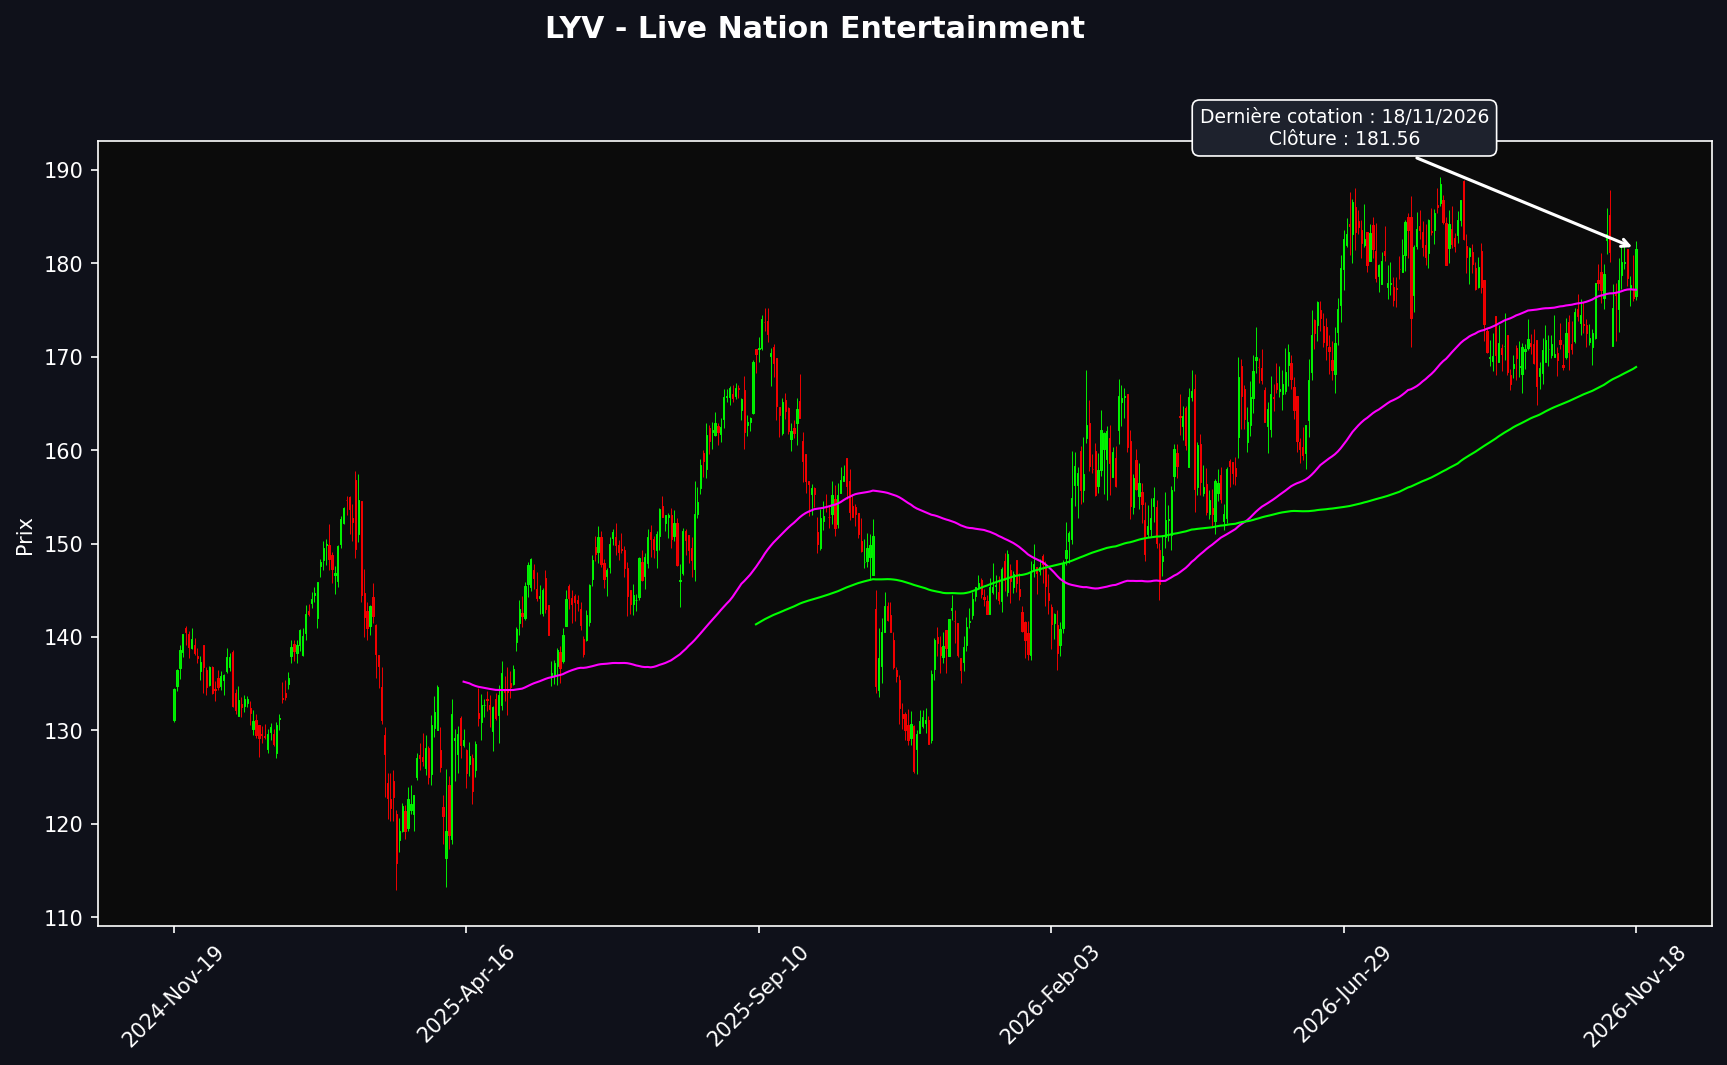 LYV - Live Nation Entertainment
Dernière cotation : 18/11/2026
Clôture : 181.56
Prix
190
180
170
160
150
140
130
120
110
2024-Nov-19
2025-Apr-16
2025-Sep-10
2026-Feb-03
2026-Jun-29
2026-Nov-18